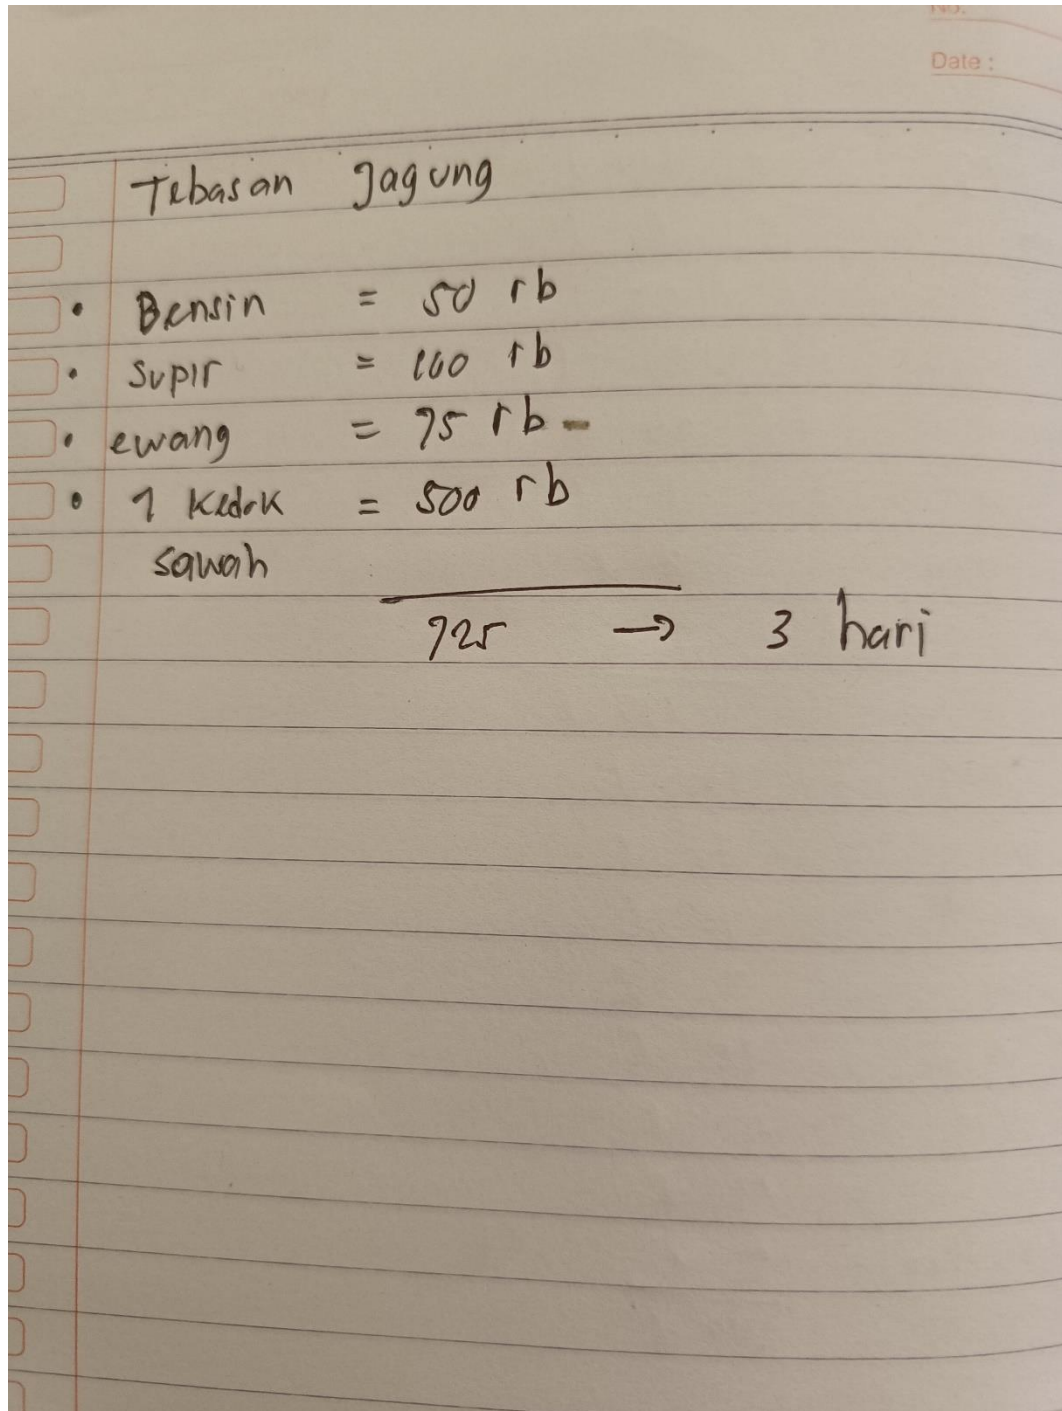 Date :
Tebasan Jagung
• Bensin = 50 rb
• Supir = 100 rb
• ewang = 75 rb -
• 1 Kedok = 500 rb
sawah
725 → 3 hari